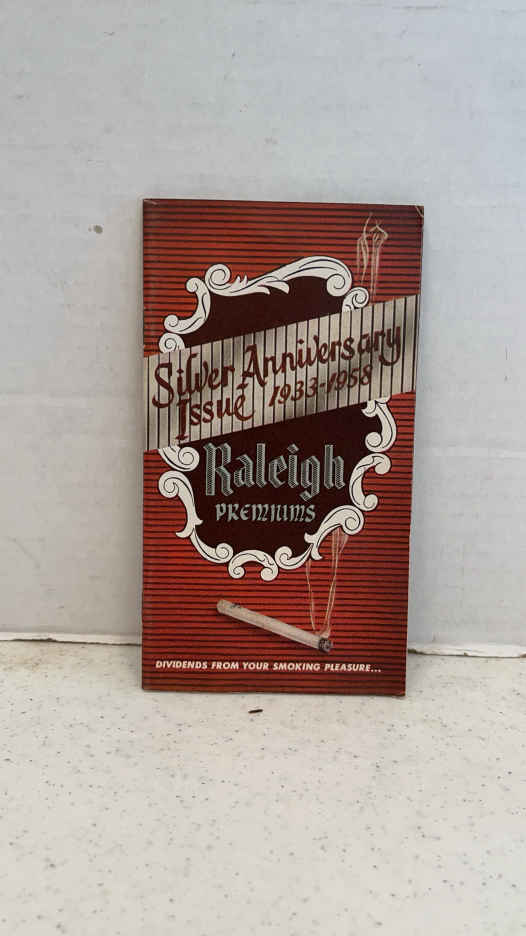 Silver Anniversary
Issue 1933-1958
Raleigh
PREMIUMS
DIVIDENDS FROM YOUR SMOKING PLEASURE...